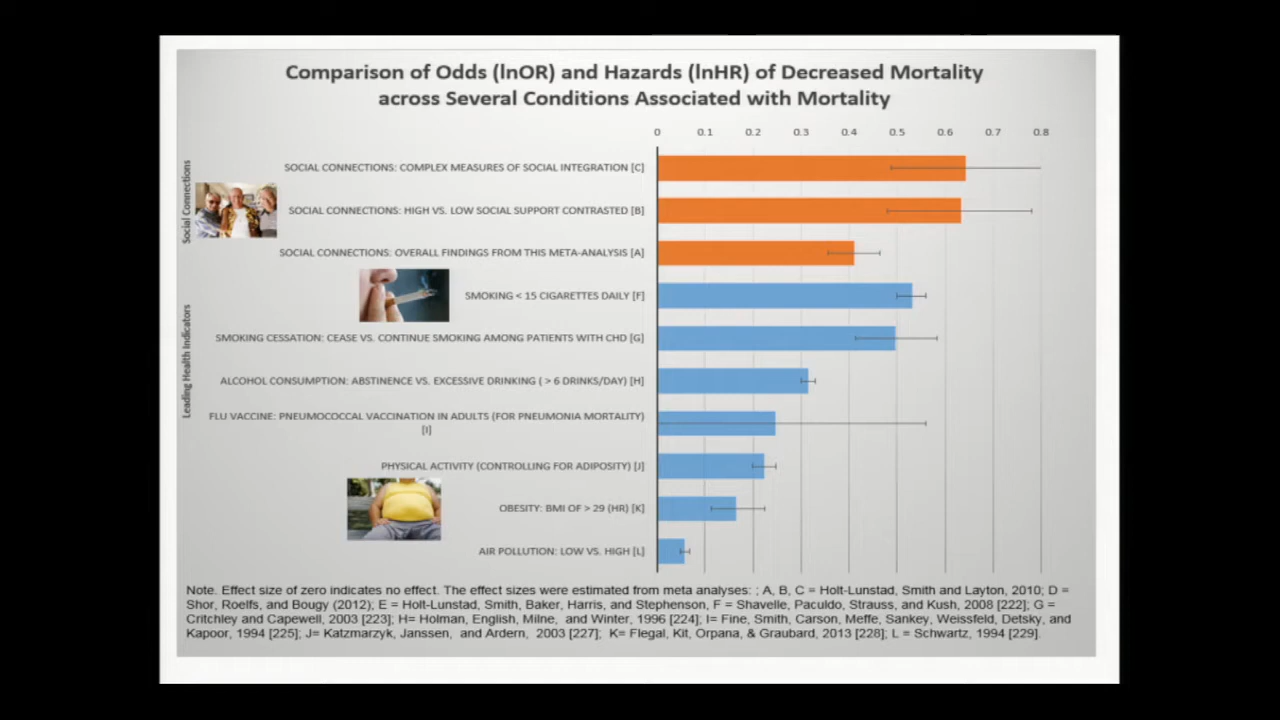 Comparison of Odds (lnOR) and Hazards (lnHR) of Decreased Mortality
across Several Conditions Associated with Mortality
0 0.1 0.2 0.3 0.4 0.5 0.6 0.7 0.8
Social Connections
SOCIAL CONNECTIONS: COMPLEX MEASURES OF SOCIAL INTEGRATION [C]
SOCIAL CONNECTIONS: HIGH VS. LOW SOCIAL SUPPORT CONTRASTED [B]
SOCIAL CONNECTIONS: OVERALL FINDINGS FROM THIS META-ANALYSIS [A]
Leading Health Indicators
SMOKING < 15 CIGARETTES DAILY [F]
SMOKING CESSATION: CEASE VS. CONTINUE SMOKING AMONG PATIENTS WITH CHD [G]
ALCOHOL CONSUMPTION: ABSTINENCE VS. EXCESSIVE DRINKING ( > 6 DRINKS/DAY) [H]
FLU VACCINE: PNEUMOCOCCAL VACCINATION IN ADULTS (FOR PNEUMONIA MORTALITY)
[I]
PHYSICAL ACTIVITY (CONTROLLING FOR ADIPOSITY) [J]
OBESITY: BMI OF > 29 (HR) [K]
AIR POLLUTION: LOW VS. HIGH [L]
Note. Effect size of zero indicates no effect. The effect sizes were estimated from meta analyses: ; A, B, C = Holt-Lunstad, Smith and Layton, 2010; D =
Shor, Roelfs, and Bougy (2012); E = Holt-Lunstad, Smith, Baker, Harris, and Stephenson, F = Shavelle, Paculdo, Strauss, and Kush, 2008 [222]; G =
Critchley and Capewell, 2003 [223]; H= Holman, English, Milne, and Winter, 1996 [224]; I= Fine, Smith, Carson, Meffe, Sankey, Weissfeld, Detsky, and
Kapoor, 1994 [225]; J= Katzmarzyk, Janssen, and Ardern, 2003 [227]; K= Flegal, Kit, Orpana, & Graubard, 2013 [228]; L = Schwartz, 1994 [229].